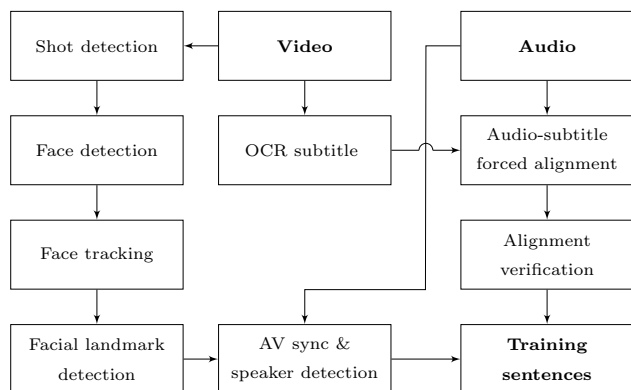 Shot detection
Video
Audio
Face detection
OCR subtitle
Audio-subtitle
forced alignment
Face tracking
Alignment
verification
Facial landmark
detection
AV sync &
speaker detection
Training
sentences